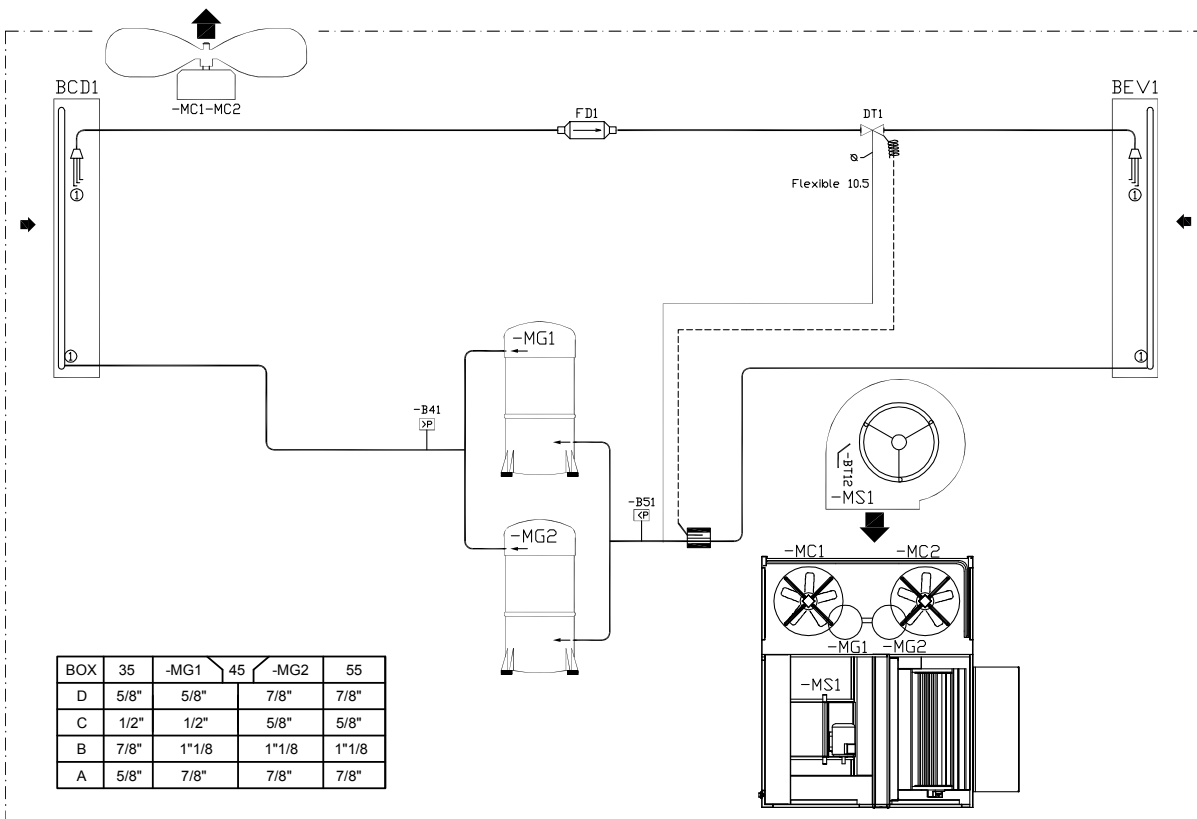 BCD1
-MC1-MC2
FD1
DT1
BEV1
Ø
Flexible 10.5
①
①
①
①
-MG1
-B41
>P
-BT12
-MS1
-B51
<P
-MG2
-MC1
-MC2
-MG1
-MG2
-MS1
BOX 35 -MG1 45 -MG2 55
D 5/8" 5/8" 7/8" 7/8"
C 1/2" 1/2" 5/8" 5/8"
B 7/8" 1"1/8 1"1/8 1"1/8
A 5/8" 7/8" 7/8" 7/8"